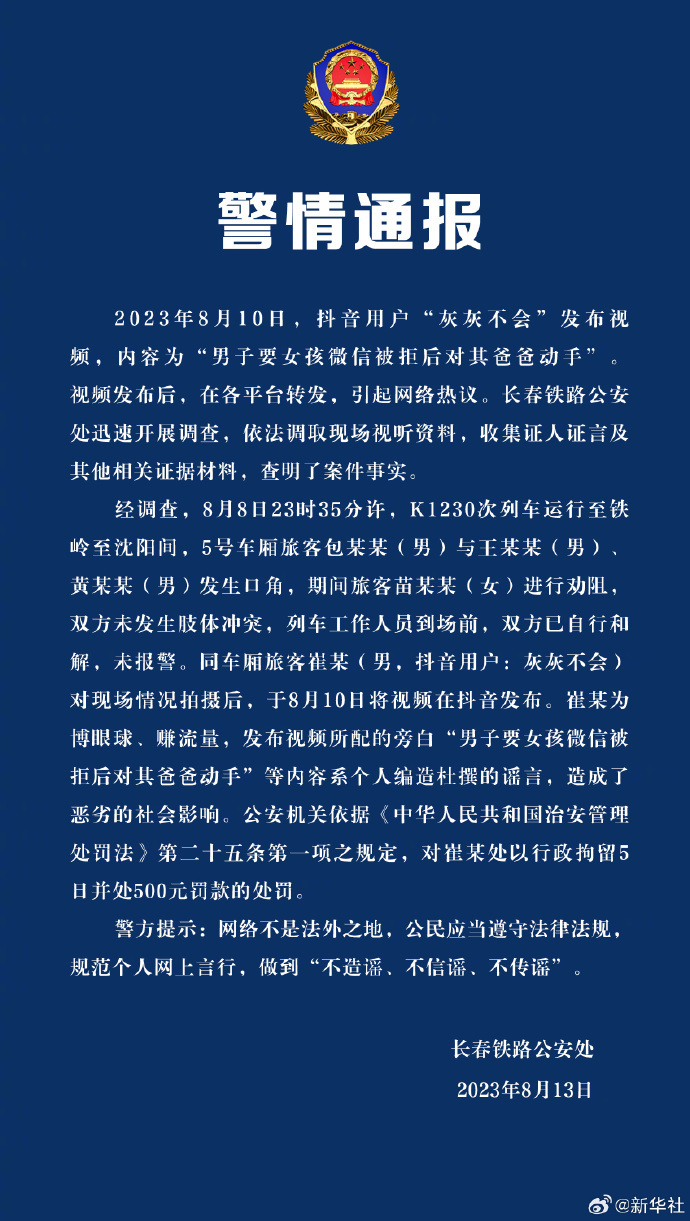 警情通报
2023年8月10日，抖音用户“灰灰不会”发布视
频，内容为“男子要女孩微信被拒后对其爸爸动手”。
视频发布后，在各平台转发，引起网络热议。长春铁路公安
处迅速开展调查，依法调取现场视听资料，收集证人证言及
其他相关证据材料，查明了案件事实。
经调查，8月8日23时35分许，K1230次列车运行至铁
岭至沈阳间，5号车厢旅客包某某（男）与王某某（男）、
黄某某（男）发生口角，期间旅客苗某某（女）进行劝阻，
双方未发生肢体冲突，列车工作人员到场前，双方已自行和
解，未报警。同车厢旅客崔某（男，抖音用户：灰灰不会）
对现场情况拍摄后，于8月10日将视频在抖音发布。崔某为
博眼球、赚流量，发布视频所配的旁白“男子要女孩微信被
拒后对其爸爸动手”等内容系个人编造杜撰的谣言，造成了
恶劣的社会影响。公安机关依据《中华人民共和国治安管理
处罚法》第二十五条第一项之规定，对崔某处以行政拘留5
日并处500元罚款的处罚。
警方提示：网络不是法外之地，公民应当遵守法律法规，
规范个人网上言行，做到“不造谣、不信谣、不传谣”。
长春铁路公安处
2023年8月13日
@新华社